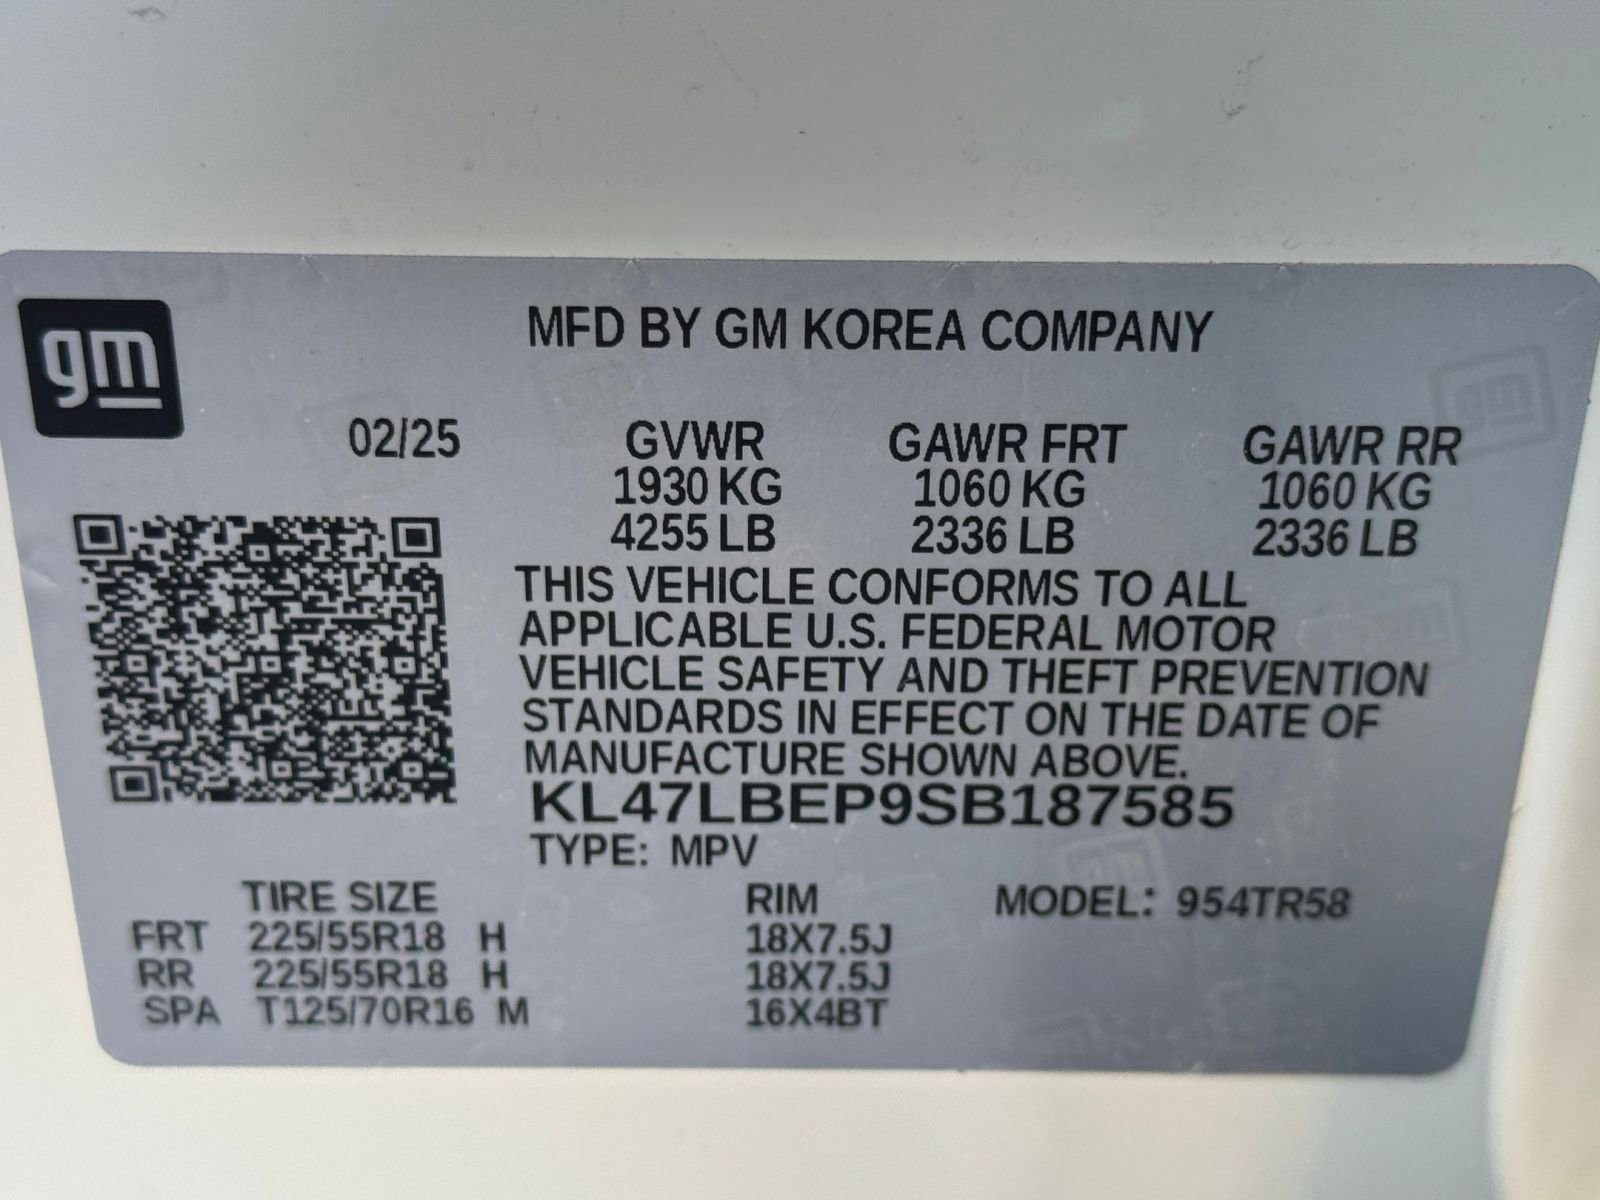 gm
MFD BY GM KOREA COMPANY
02/25 GVWR GAWR FRT GAWR RR
1930 KG 1060 KG 1060 KG
4255 LB 2336 LB 2336 LB
THIS VEHICLE CONFORMS TO ALL
APPLICABLE U.S. FEDERAL MOTOR
VEHICLE SAFETY AND THEFT PREVENTION
STANDARDS IN EFFECT ON THE DATE OF
MANUFACTURE SHOWN ABOVE.
KL47LBEP9SB187585
TYPE: MPV
TIRE SIZE RIM MODEL: 954TR58
FRT 225/55R18 H 18X7.5J
RR 225/55R18 H 18X7.5J
SPA T125/70R16 M 16X4BT